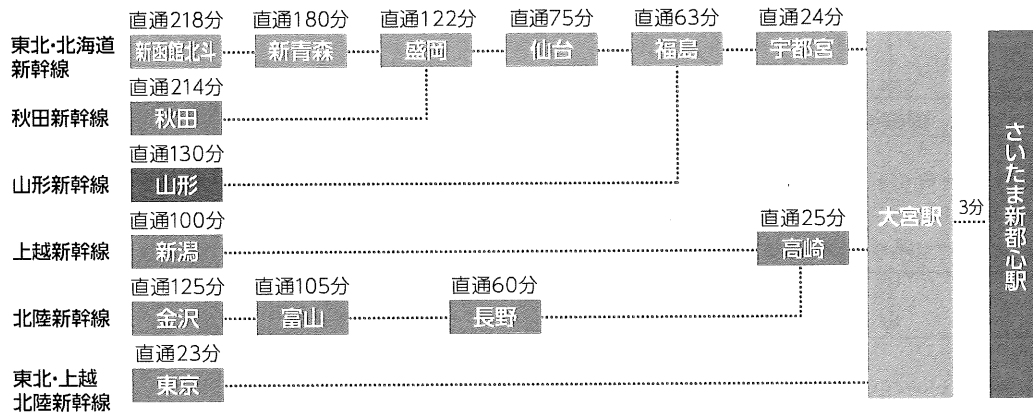 直通218分 直通180分 直通122分 直通75分 直通63分 直通24分
東北・北海道
新幹線
新函館北斗 新青森 盛岡 仙台 福島 宇都宮
直通214分
秋田新幹線 秋田
直通130分
山形新幹線 山形
直通100分 直通25分
上越新幹線 新潟 高崎
直通125分 直通105分 直通60分
北陸新幹線 金沢 富山 長野
直通23分
東北・上越
北陸新幹線
東京
大宮駅
3分
さいたま新都心駅